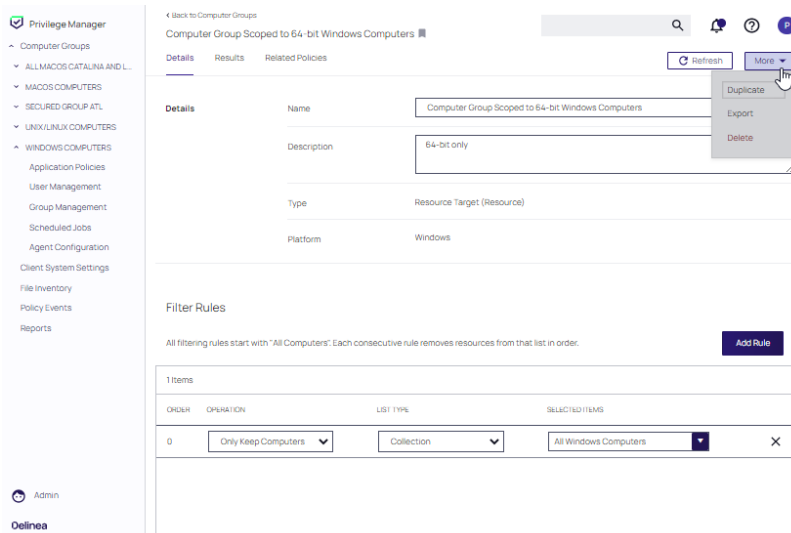 Privilege Manager
Computer Groups
ALL MACOS CATALINA AND L...
MACOS COMPUTERS
SECURED GROUP ATL
UNIX/LINUX COMPUTERS
WINDOWS COMPUTERS
Application Policies
User Management
Group Management
Scheduled Jobs
Agent Configuration
Client System Settings
File Inventory
Policy Events
Reports
Admin
Delinea
Back to Computer Groups
Computer Group Scoped to 64-bit Windows Computers
P
Details Results Related Policies
Refresh
More
Duplicate
Export
Delete
Details
Name Computer Group Scoped to 64-bit Windows Computers
Description 64-bit only
Type Resource Target (Resource)
Platform Windows
Filter Rules
All filtering rules start with "All Computers". Each consecutive rule removes resources from that list in order.
Add Rule
1 Items
ORDER OPERATION LIST TYPE SELECTED ITEMS
0 Only Keep Computers Collection All Windows Computers